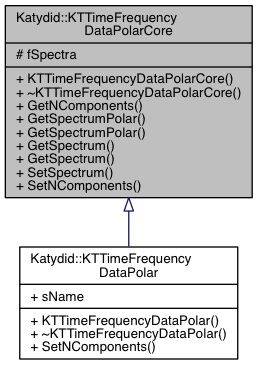 Katydid::KTTimeFrequency
DataPolarCore
# fSpectra
+ KTTimeFrequencyDataPolarCore()
+ ~KTTimeFrequencyDataPolarCore()
+ GetNComponents()
+ GetSpectrumPolar()
+ GetSpectrumPolar()
+ GetSpectrum()
+ GetSpectrum()
+ SetSpectrum()
+ SetNComponents()
Katydid::KTTimeFrequency
DataPolar
+ sName
+ KTTimeFrequencyDataPolar()
+ ~KTTimeFrequencyDataPolar()
+ SetNComponents()